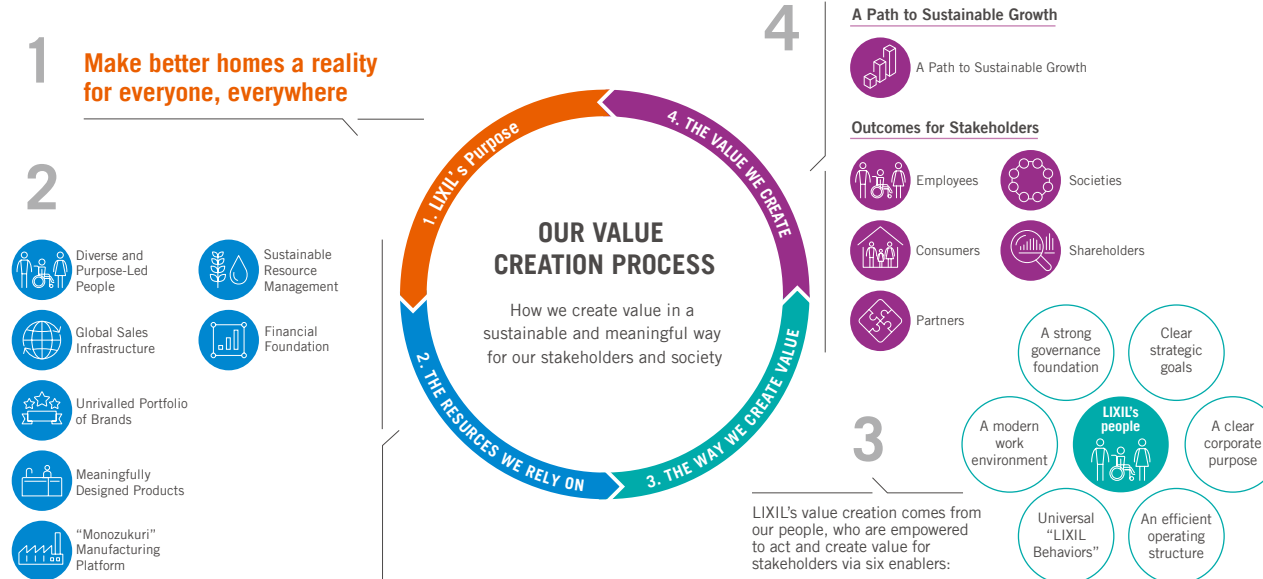 1
Make better homes a reality
for everyone, everywhere
2
Diverse and
Purpose-Led
People
Sustainable
Resource
Management
Global Sales
Infrastructure
Financial
Foundation
Unrivalled Portfolio
of Brands
Meaningfully
Designed Products
“Monozukuri”
Manufacturing
Platform
1. LIXIL's Purpose
2. THE RESURCES WE RELY ON
3. THE WAY WE CREATE VALUE
4. THE VALUE WE CREATE
OUR VALUE
CREATION PROCESS
How we create value in a
sustainable and meaningful way
for our stakeholders and society
4
A Path to Sustainable Growth
A Path to Sustainable Growth
Outcomes for Stakeholders
Employees
Societies
Consumers
Shareholders
Partners
3
LIXIL’s value creation comes from
our people, who are empowered
to act and create value for
stakeholders via six enablers:
A strong
governance
foundation
Clear
strategic
goals
A modern
work
environment
LIXIL’s
people
A clear
corporate
purpose
Universal
“LIXIL
Behaviors”
An efficient
operating
structure